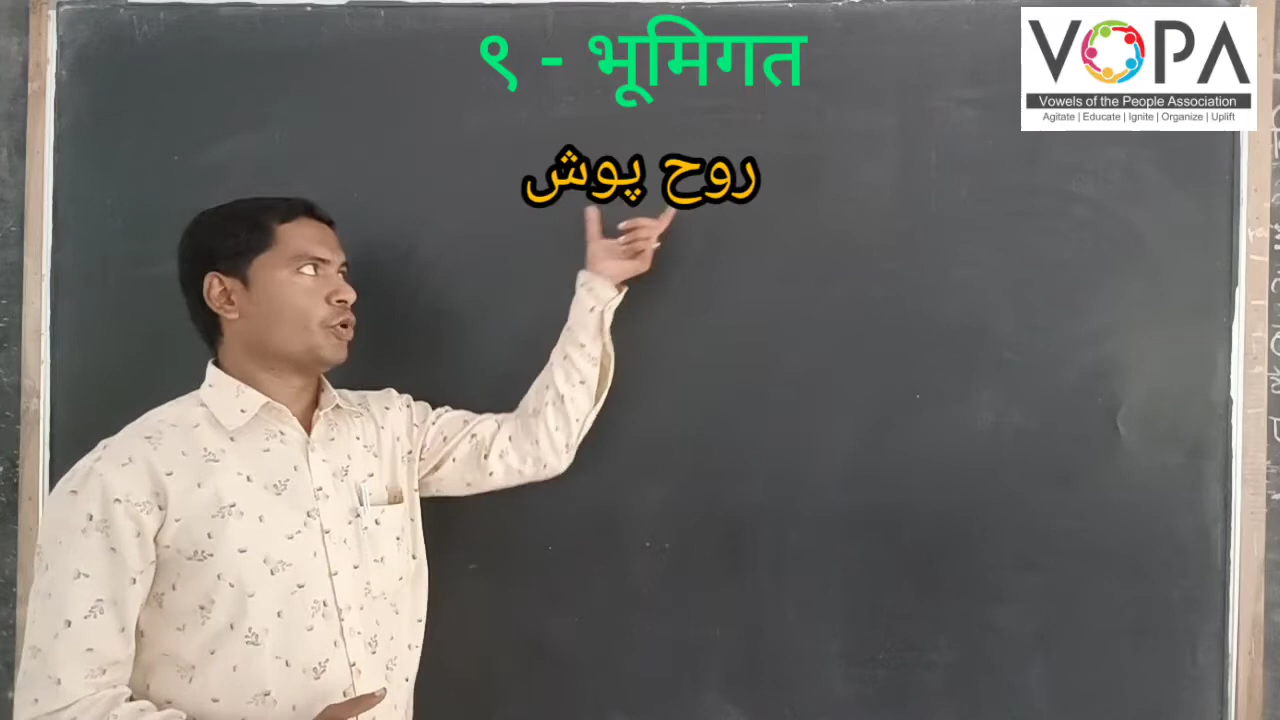 ९ - भूमिगत
روح پوش
VOPA
Vowels of the People Association
Agitate | Educate | Ignite | Organize | Uplift